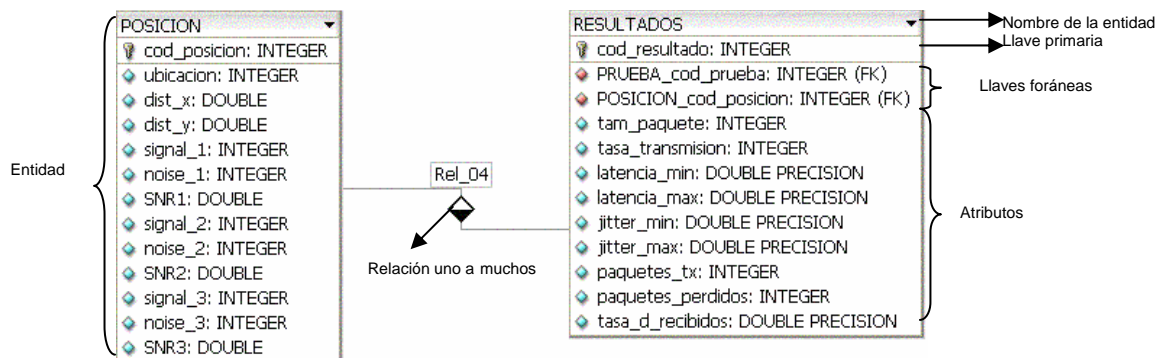 POSICION
cod_posicion: INTEGER
ubicacion: INTEGER
dist_x: DOUBLE
dist_y: DOUBLE
signal_1: INTEGER
noise_1: INTEGER
SNR1: DOUBLE
signal_2: INTEGER
noise_2: INTEGER
SNR2: DOUBLE
signal_3: INTEGER
noise_3: INTEGER
SNR3: DOUBLE
Entidad
Rel_04
Relación uno a muchos
RESULTADOS
cod_resultado: INTEGER
PRUEBA_cod_prueba: INTEGER (FK)
POSICION_cod_posicion: INTEGER (FK)
tam_paquete: INTEGER
tasa_transmision: INTEGER
latencia_min: DOUBLE PRECISION
latencia_max: DOUBLE PRECISION
jitter_min: DOUBLE PRECISION
jitter_max: DOUBLE PRECISION
paquetes_tx: INTEGER
paquetes_perdidos: INTEGER
tasa_d_recibidos: DOUBLE PRECISION
Nombre de la entidad
Llave primaria
Llaves foráneas
Atributos